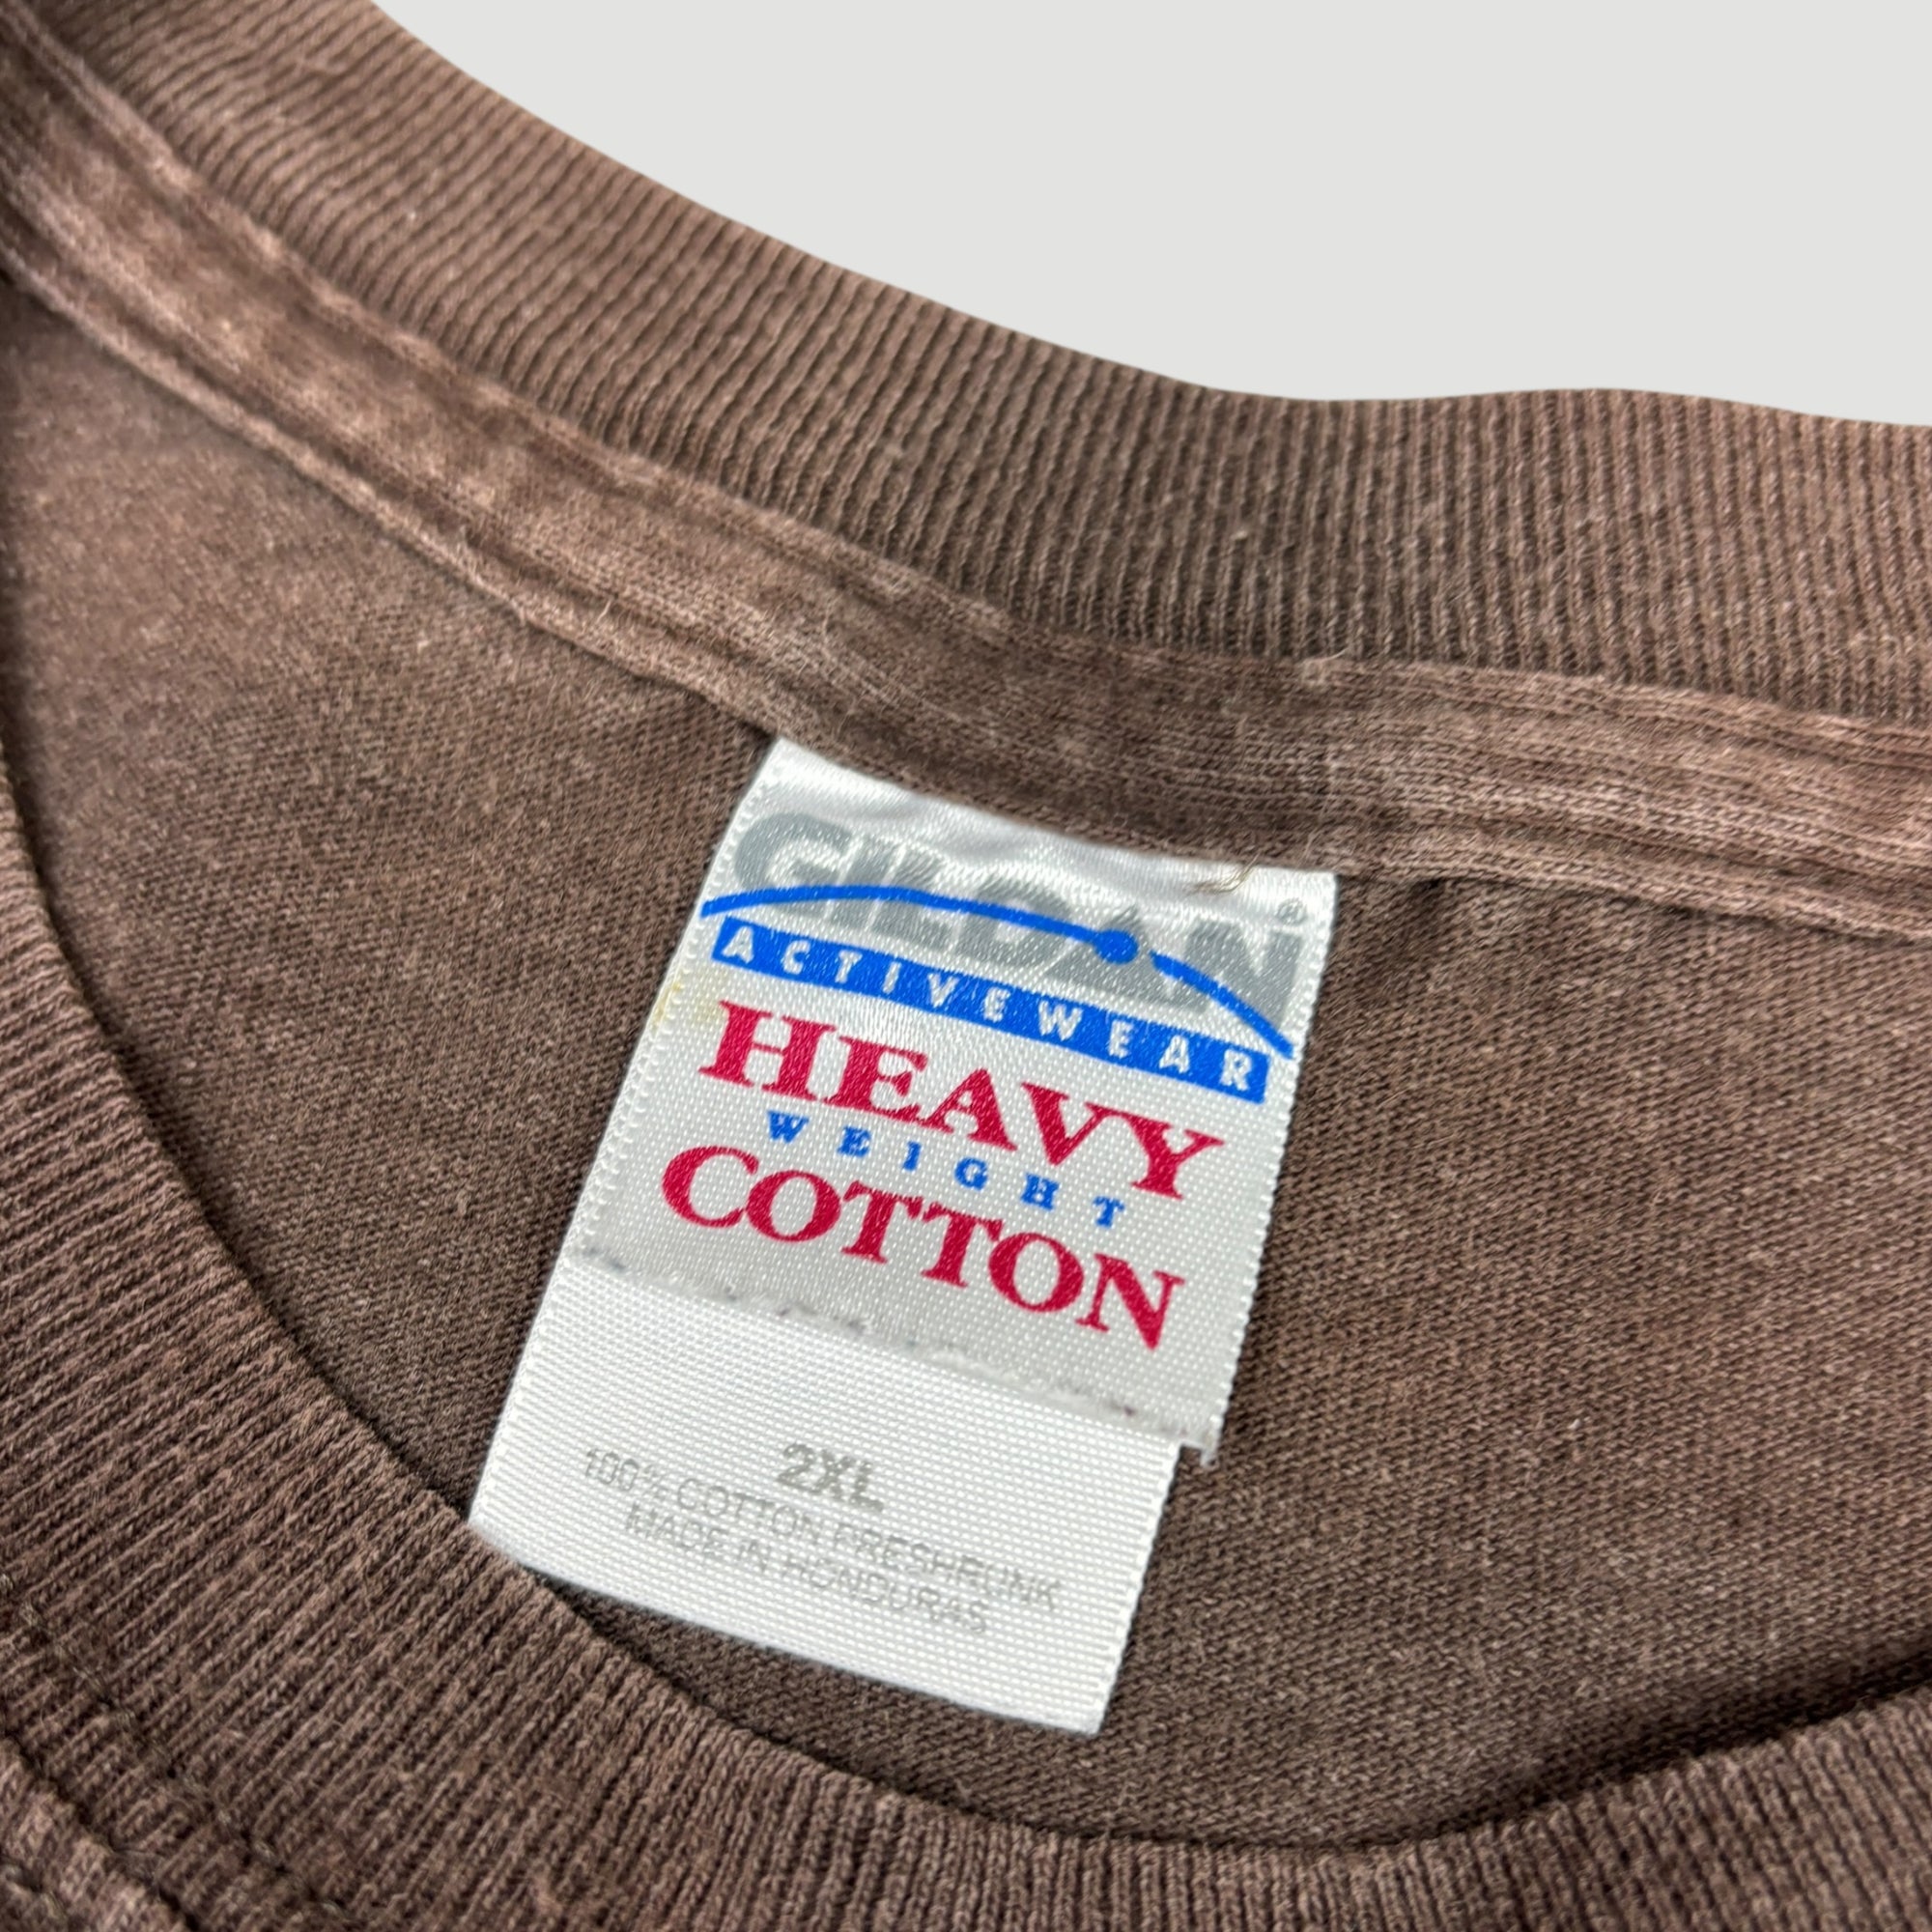 GILDAN®
ACTIVEWEAR
HEAVY
WEIGHT
COTTON
2XL
100% COTTON PRESHRUNK
MADE IN HONDURAS